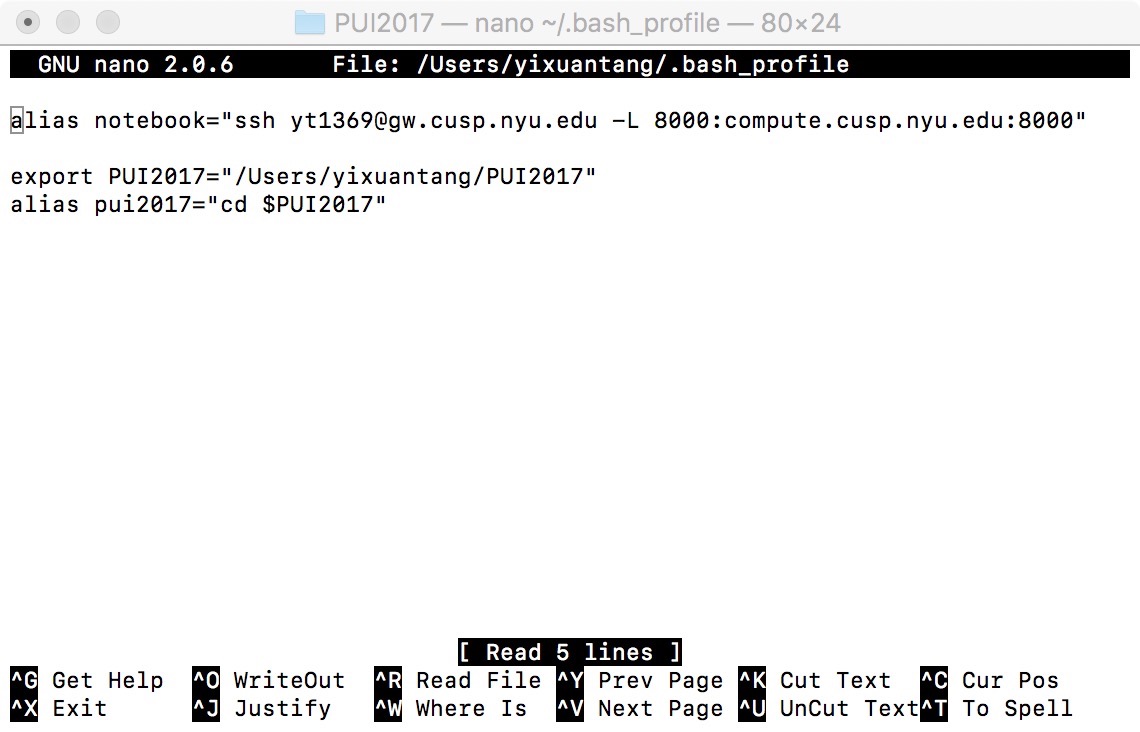 PUI2017 — nano ~/.bash_profile — 80×24
GNU nano 2.0.6 File: /Users/yixuantang/.bash_profile
alias notebook="ssh yt1369@gw.cusp.nyu.edu -L 8000:compute.cusp.nyu.edu:8000"
export PUI2017="/Users/yixuantang/PUI2017"
alias pui2017="cd $PUI2017"
[ Read 5 lines ]
^G Get Help ^O WriteOut ^R Read File ^Y Prev Page ^K Cut Text ^C Cur Pos
^X Exit ^J Justify ^W Where Is ^V Next Page ^U UnCut Text ^T To Spell